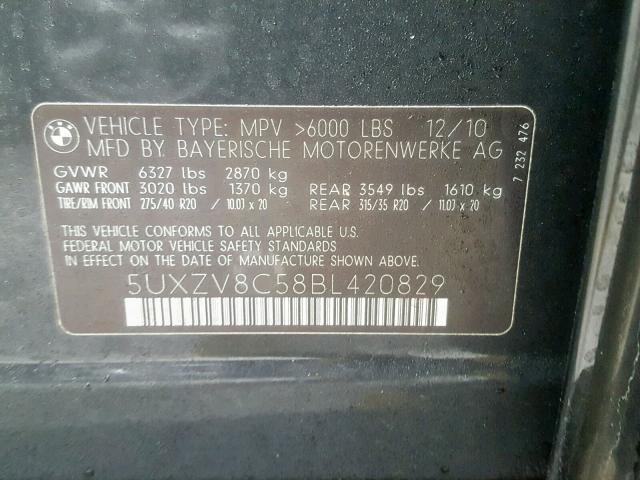 BMW
VEHICLE TYPE: MPV >6000 LBS 12/10
MFD BY BAYERISCHE MOTORENWERKE AG
GVWR 6327 lbs 2870 kg
GAWR FRONT 3020 lbs 1370 kg REAR 3549 lbs 1610 kg
TIRE/RIM FRONT 275/40 R20 / 10.0J x 20 REAR 315/35 R20 / 11.0J x 20
THIS VEHICLE CONFORMS TO ALL APPLICABLE U.S.
FEDERAL MOTOR VEHICLE SAFETY STANDARDS IN
EFFECT ON THE DATE OF MANUFACTURE SHOWN ABOVE.
5UXZV8C58BL420829
7 232 476